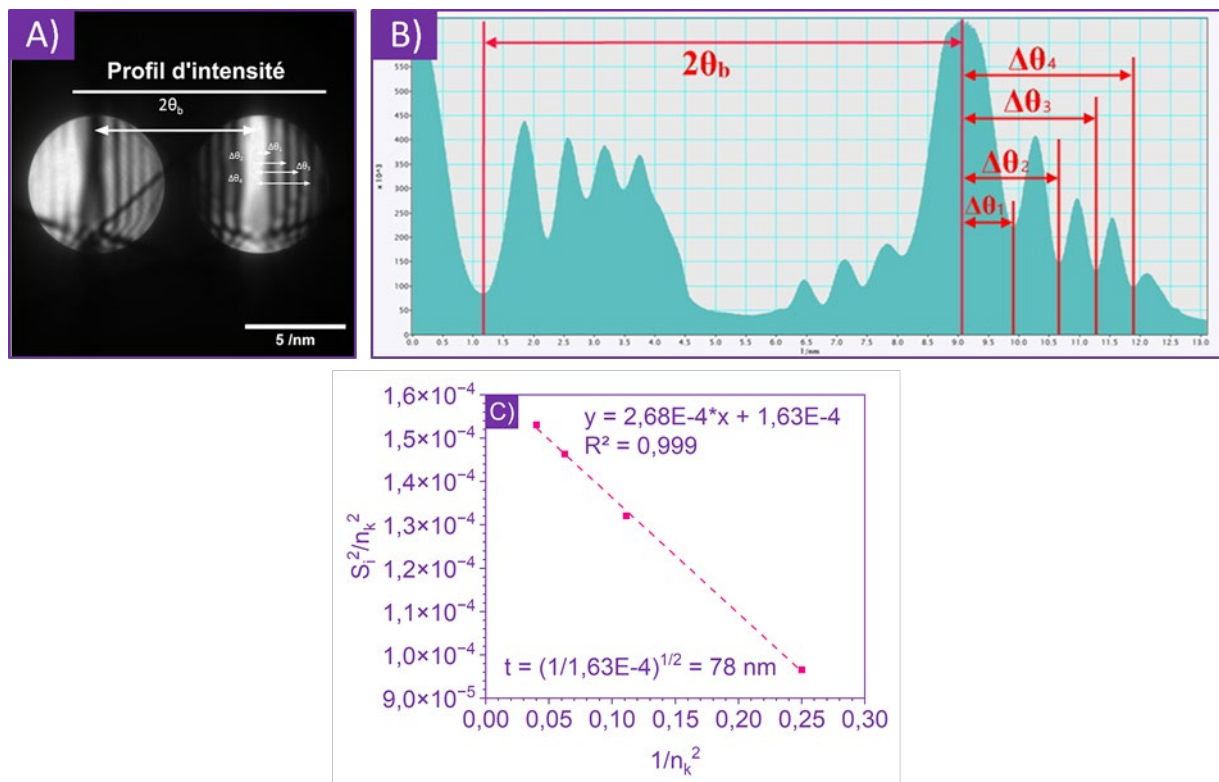 A)
Profil d'intensité
2θb
Δθ1
Δθ2
Δθ3
Δθ4
5 /nm
B)
2θb
Δθ4
Δθ3
Δθ2
Δθ1
x 10^3
550
500
450
400
350
300
250
200
150
100
50
0
0.0 0.5 1.0 1.5 2.0 2.5 3.0 3.5 4.0 4.5 5.0 5.5 6.0 6.5 7.0 7.5 8.0 8.5 9.0 9.5 10.0 10.5 11.0 11.5 12.0 12.5 13.0
1/nm
C)
y = 2,68E-4*x + 1,63E-4
R² = 0,999
t = (1/1,63E-4)^1/2 = 78 nm
Si²/nk²
1,6×10⁻⁴
1,5×10⁻⁴
1,4×10⁻⁴
1,3×10⁻⁴
1,2×10⁻⁴
1,1×10⁻⁴
1,0×10⁻⁴
9,0×10⁻⁵
0,00 0,05 0,10 0,15 0,20 0,25 0,30
1/nk²